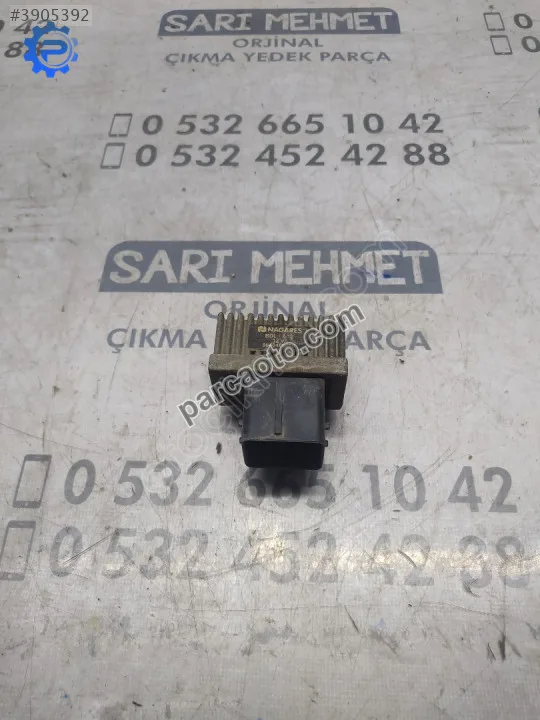 #3905392
SARI MEHMET
ORJİNAL
ÇIKMA YEDEK PARÇA
0 532 665 10 42
0 532 452 42 88
SARI MEHMET
ORJİNAL
ÇIKMA PARÇA
NAGARES
parcaoto.com
0 532 665 10 42
0 532 452 42 88